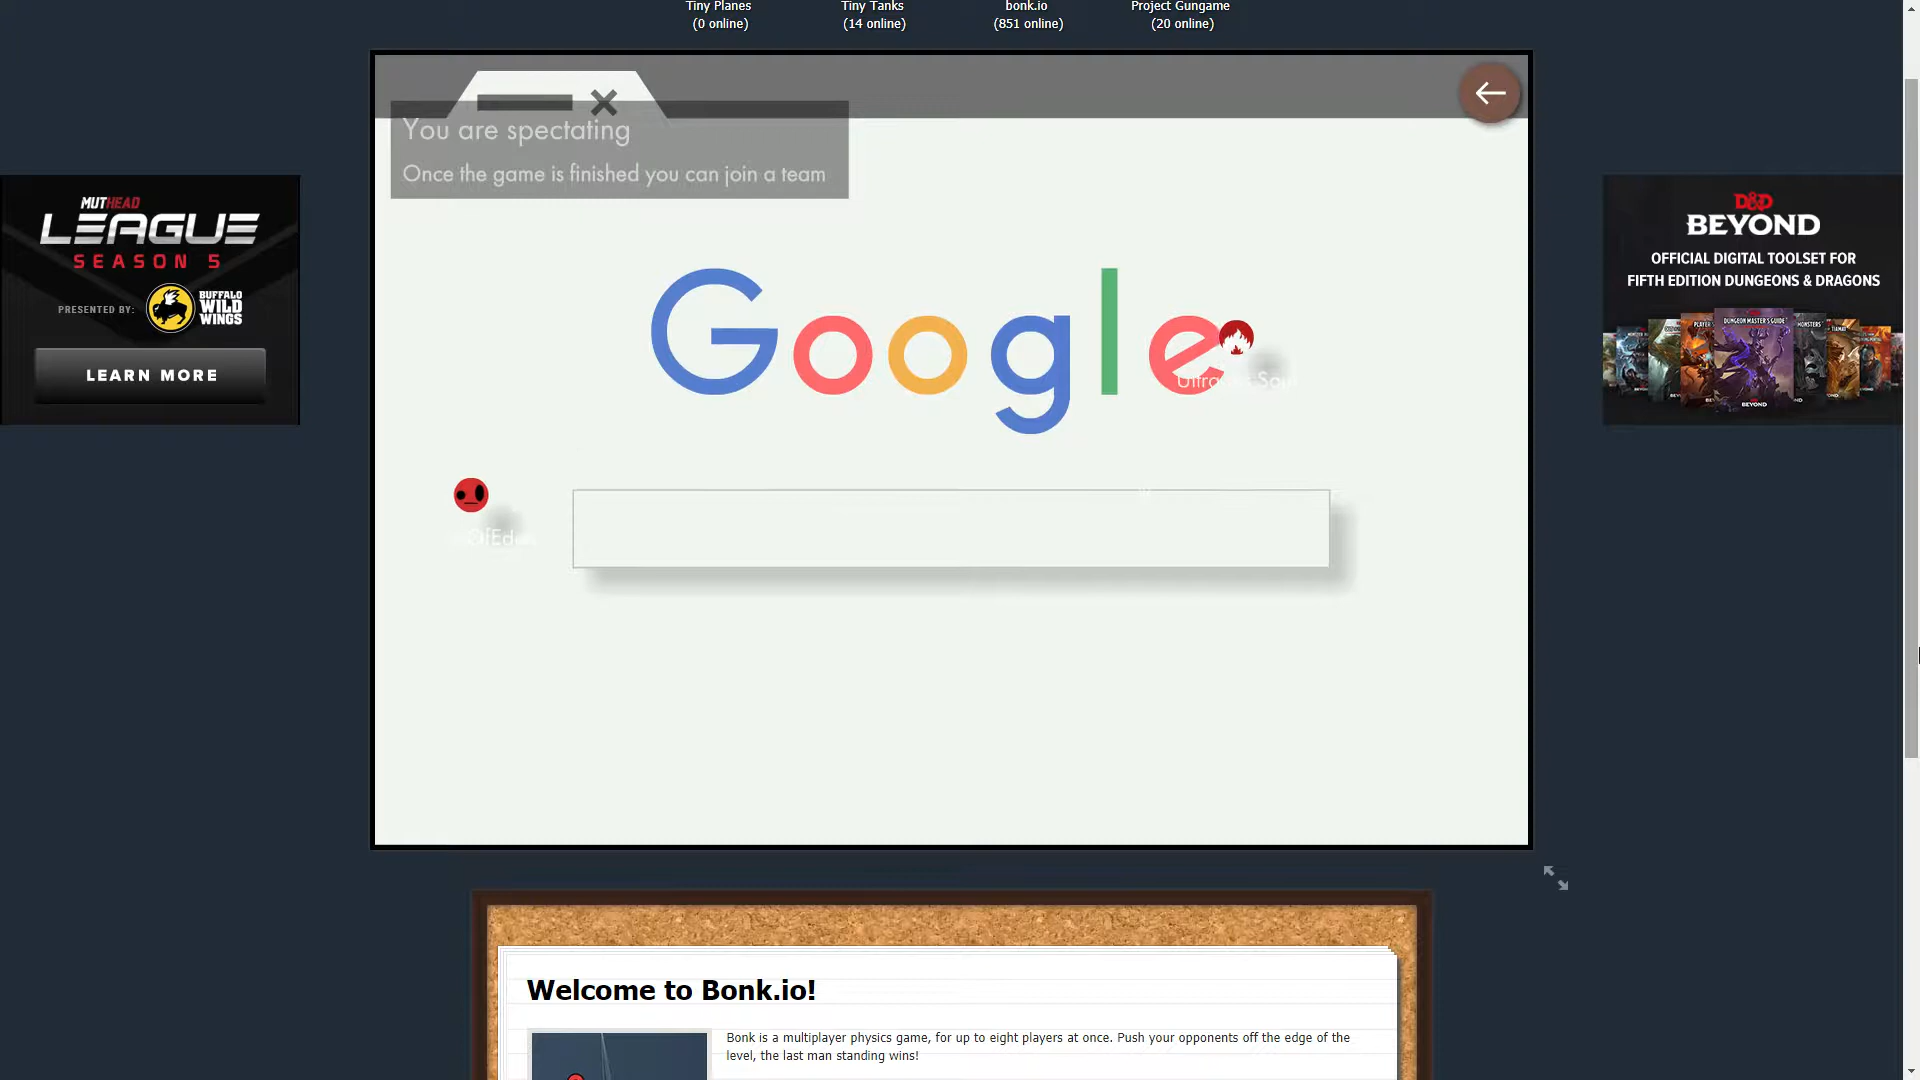 Tiny Planes
(0 online)
Tiny Tanks
(14 online)
bonk.io
(851 online)
Project Gungame
(20 online)
You are spectating
Once the game is finished you can join a team
MUTHEAD
LEAGUE
SEASON 5
PRESENTED BY:
BUFFALO
WILD
WINGS
LEARN MORE
Google
D&D
BEYOND
OFFICIAL DIGITAL TOOLSET FOR
FIFTH EDITION DUNGEONS & DRAGONS
DUNGEON MASTER'S GUIDE
BEYOND
Welcome to Bonk.io!
Bonk is a multiplayer physics game, for up to eight players at once. Push your opponents off the edge of the
level, the last man standing wins!